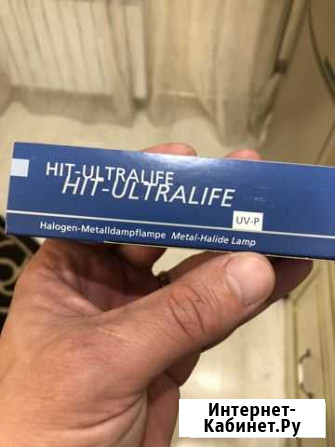 HIT-ULTRALIFE
HIT-ULTRALIFE
UV-P
Halogen-Metalldampflampe Metal-Halide Lamp
Интернет-
Кабинет.Ру